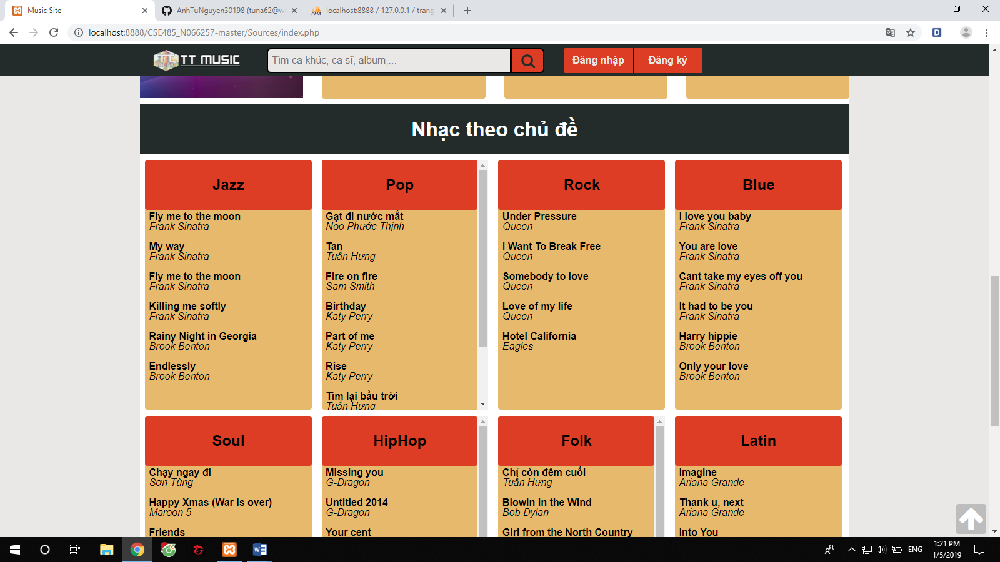 Music Site
AnhTuNguyen30198 (tuna62@w
localhost:8888 / 127.0.0.1 / trang
localhost:8888/CSE485_N066257-master/Sources/index.php
TT MUSIC
Tìm ca khúc, ca sĩ, album,...
Đăng nhập
Đăng ký
Nhạc theo chủ đề
Jazz
Fly me to the moon
Frank Sinatra
My way
Frank Sinatra
Fly me to the moon
Frank Sinatra
Killing me softly
Frank Sinatra
Rainy Night in Georgia
Brook Benton
Endlessly
Brook Benton
Pop
Gạt đi nước mắt
Noo Phước Thịnh
Tan
Tuấn Hưng
Fire on fire
Sam Smith
Birthday
Katy Perry
Part of me
Katy Perry
Rise
Katy Perry
Tìm lại bầu trời
Tuấn Hưng
Rock
Under Pressure
Queen
I Want To Break Free
Queen
Somebody to love
Queen
Love of my life
Queen
Hotel California
Eagles
Blue
I love you baby
Frank Sinatra
You are love
Frank Sinatra
Cant take my eyes off you
Frank Sinatra
It had to be you
Frank Sinatra
Harry hippie
Brook Benton
Only your love
Brook Benton
Soul
Chạy ngay đi
Sơn Tùng
Happy Xmas (War is over)
Maroon 5
Friends
HipHop
Missing you
G-Dragon
Untitled 2014
G-Dragon
Your cent
Folk
Chỉ còn đêm cuối
Tuấn Hưng
Blowin in the Wind
Bob Dylan
Girl from the North Country
Latin
Imagine
Ariana Grande
Thank u, next
Ariana Grande
Into You
ENG
1:21 PM
1/5/2019